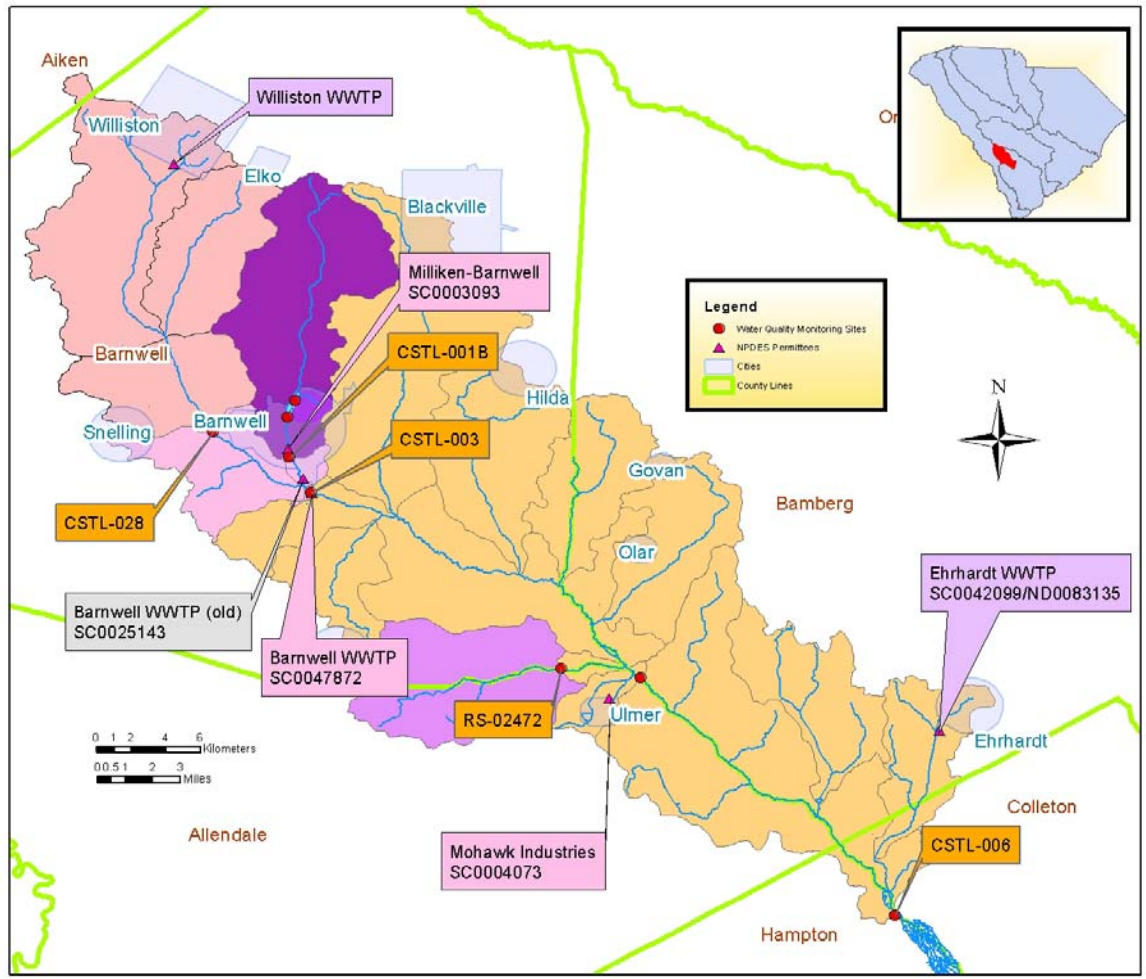 Aiken
Williston WWTP
Williston
Or
Elko
Blackville
Milliken-Barnwell
SC0003093
Legend
Water Quality Monitoring Sites
NPDES Permittees
Cities
County Lines
CSTL-001B
Barnwell
Hilda
N
Snelling
Barnwell
CSTL-003
Govan
Bamberg
CSTL-028
Olar
Ehrhardt WWTP
SC0042099/ND0083135
Barnwell WWTP (old)
SC0025143
Barnwell WWTP
SC0047872
RS-02472
Ulmer
Ehrhardt
0 1 2 4 6
Kilometers
0 0.5 1 2 3
Miles
Colleton
Allendale
Mohawk Industries
SC0004073
CSTL-006
Hampton